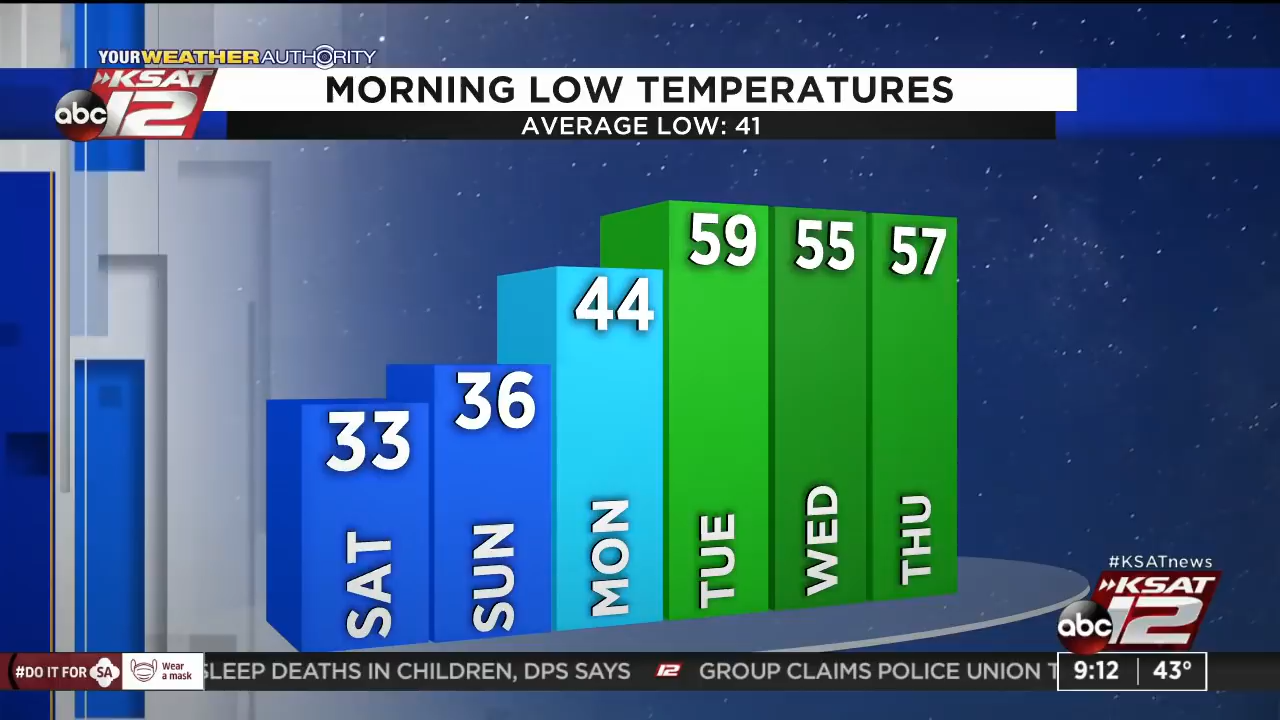 YOURWEATHERAUTHORITY
KSAT
abc 12
MORNING LOW TEMPERATURES
AVERAGE LOW: 41
59 55 57
44
36
33
SAT SUN MON TUE WED THU
#KSATnews
KSAT
abc 12
#DO IT FOR SA
Wear
a mask
SLEEP DEATHS IN CHILDREN, DPS SAYS 12 GROUP CLAIMS POLICE UNION
9:12 43°